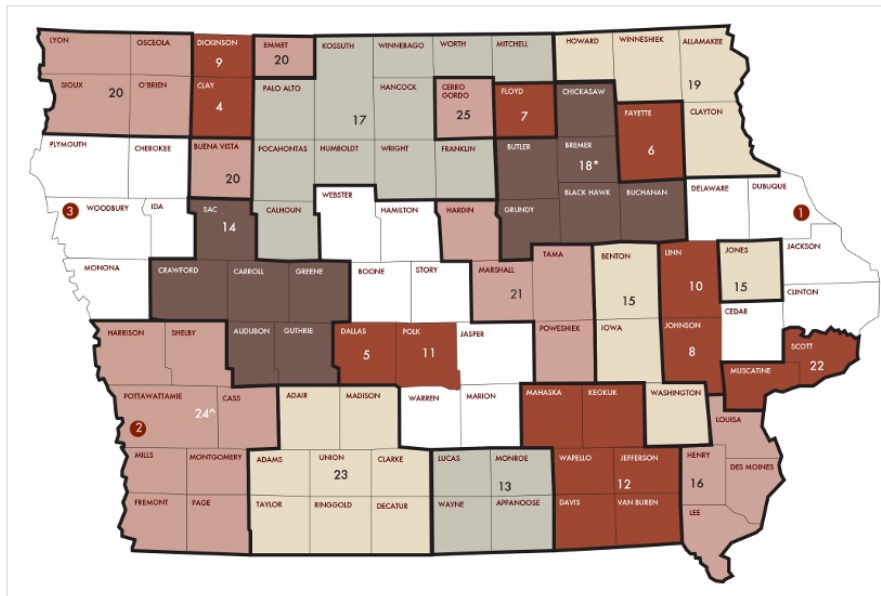 LYON
OSCEOLA
DICKINSON
9
EMMET
20
KOSSUTH
WINNEBAGO
WORTH
MITCHELL
HOWARD
WINNESHIEK
ALLAMAKEE
19
SIOUX
20
O'BRIEN
CLAY
4
PALO ALTO
17
HANCOCK
CERRO
GORDO
25
FLOYD
7
CHICKASAW
FAYETTE
6
CLAYTON
PLYMOUTH
CHEROKEE
BUENA VISTA
20
POCAHONTAS
HUMBOLDT
WRIGHT
FRANKLIN
BUTLER
BREMER
18*
3
WOODBURY
IDA
SAC
14
CALHOUN
WEBSTER
HAMILTON
HARDIN
GRUNDY
BLACK HAWK
BUCHANAN
DELAWARE
DUBUQUE
1
MONONA
CRAWFORD
CARROLL
GREENE
BOONE
STORY
MARSHALL
21
TAMA
BENTON
15
LINN
10
JONES
15
JACKSON
CLINTON
HARRISON
SHELBY
AUDUBON
GUTHRIE
DALLAS
5
POLK
11
JASPER
POWESHIEK
IOWA
JOHNSON
8
CEDAR
SCOTT
22
MUSCATINE
POTTAWATTAMIE
24^
2
CASS
ADAIR
MADISON
WARREN
MARION
MAHASKA
KEOKUK
WASHINGTON
LOUISA
MILLS
MONTGOMERY
ADAMS
UNION
23
CLARKE
LUCAS
MONROE
13
WAPELLO
JEFFERSON
12
HENRY
16
DES MOINES
FREMONT
PAGE
TAYLOR
RINGGOLD
DECATUR
WAYNE
APPANOOSE
DAVIS
VAN BUREN
LEE